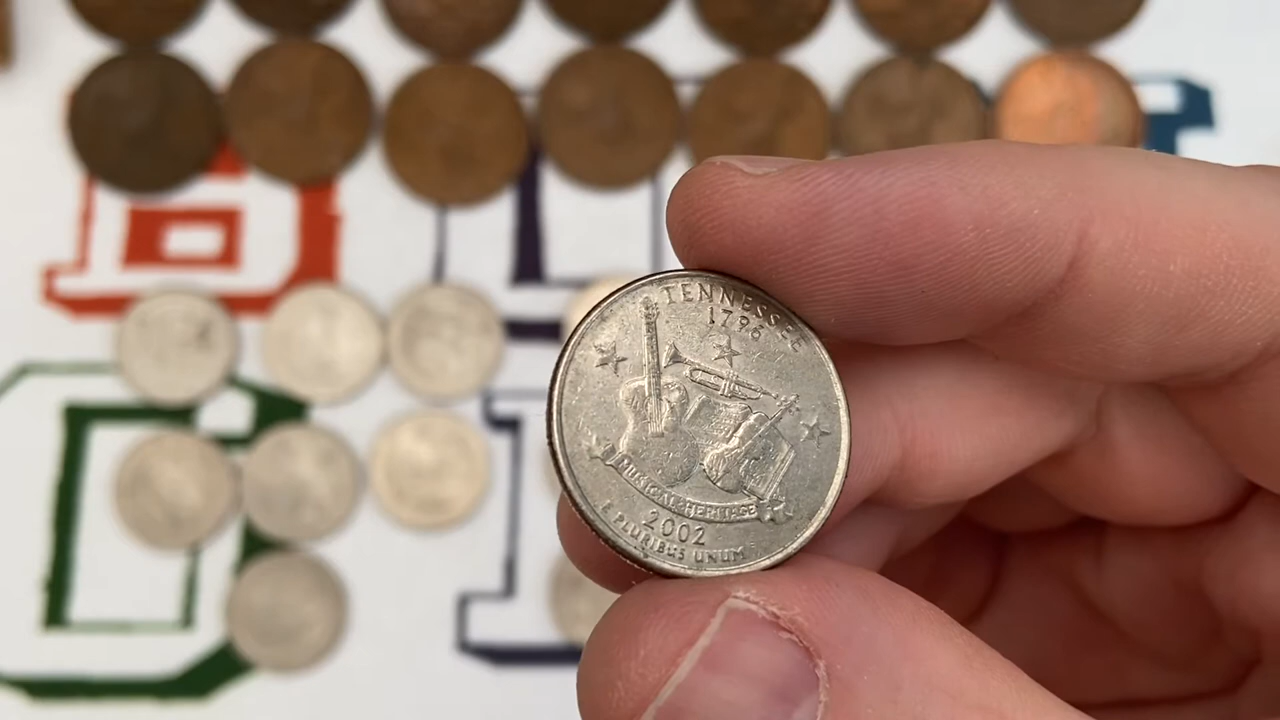 TENNESSEE
1796
MUSICAL HERITAGE
2002
E PLURIBUS UNUM